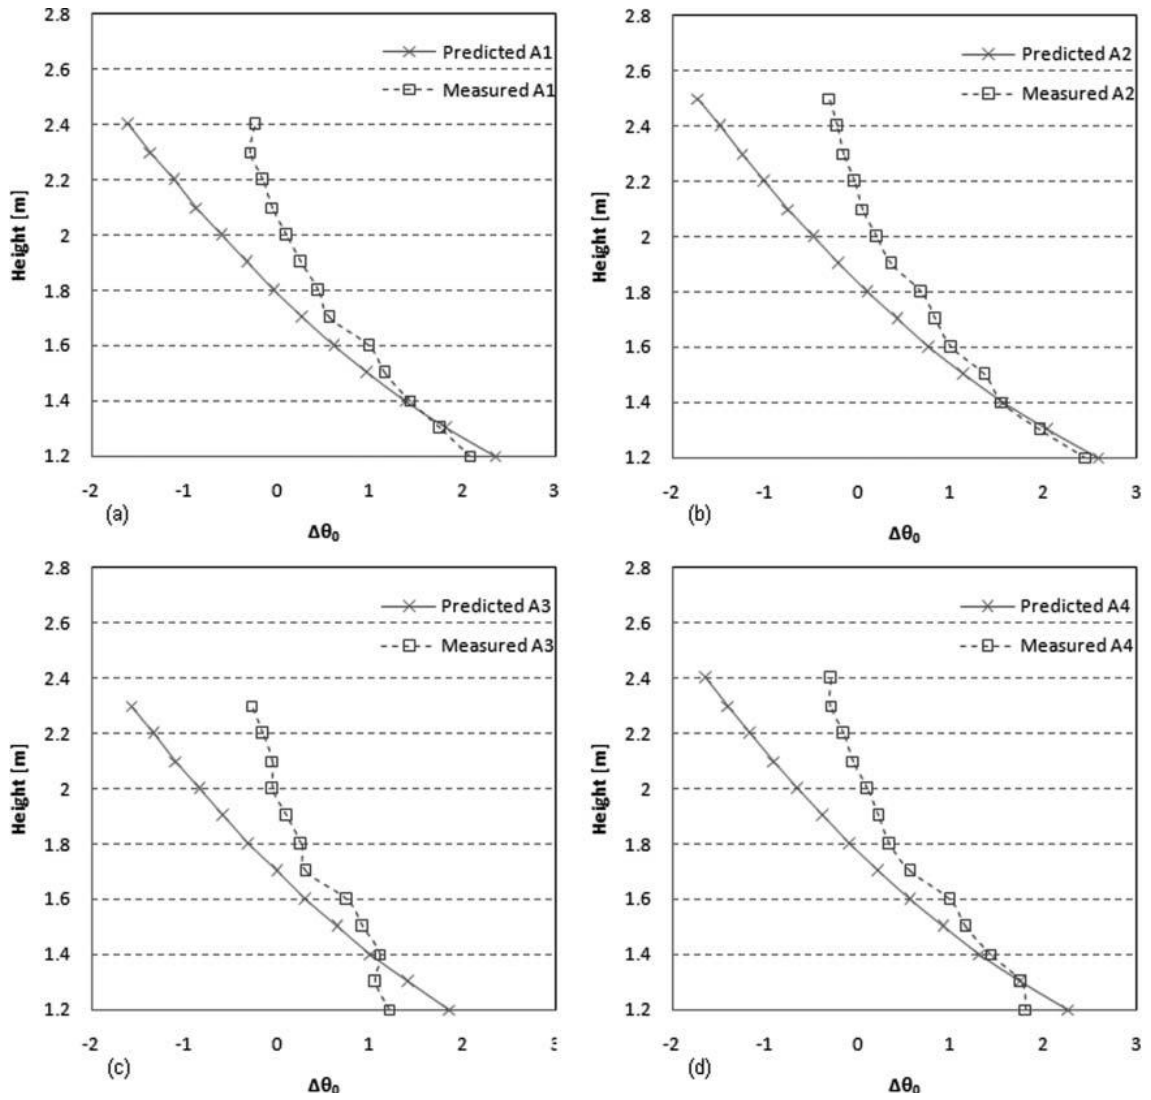 2.8
2.6
2.4
2.2
2
1.8
1.6
1.4
1.2
Height [m]
Predicted A1
Measured A1
-2 -1 0 1 2 3
(a)
Δθ0
2.8
2.6
2.4
2.2
2
1.8
1.6
1.4
1.2
Height [m]
Predicted A2
Measured A2
-2 -1 0 1 2 3
(b)
Δθ0
2.8
2.6
2.4
2.2
2
1.8
1.6
1.4
1.2
Height [m]
Predicted A3
Measured A3
-2 -1 0 1 2 3
(c)
Δθ0
2.8
2.6
2.4
2.2
2
1.8
1.6
1.4
1.2
Height [m]
Predicted A4
Measured A4
-2 -1 0 1 2 3
(d)
Δθ0